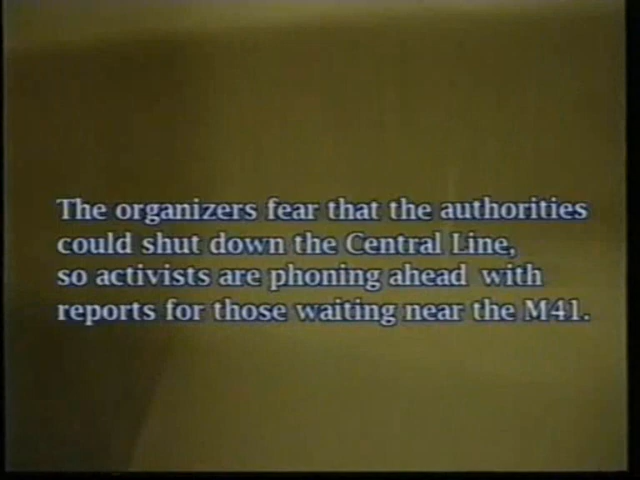 The organizers fear that the authorities
could shut down the Central Line,
so activists are phoning ahead with
reports for those waiting near the M41.